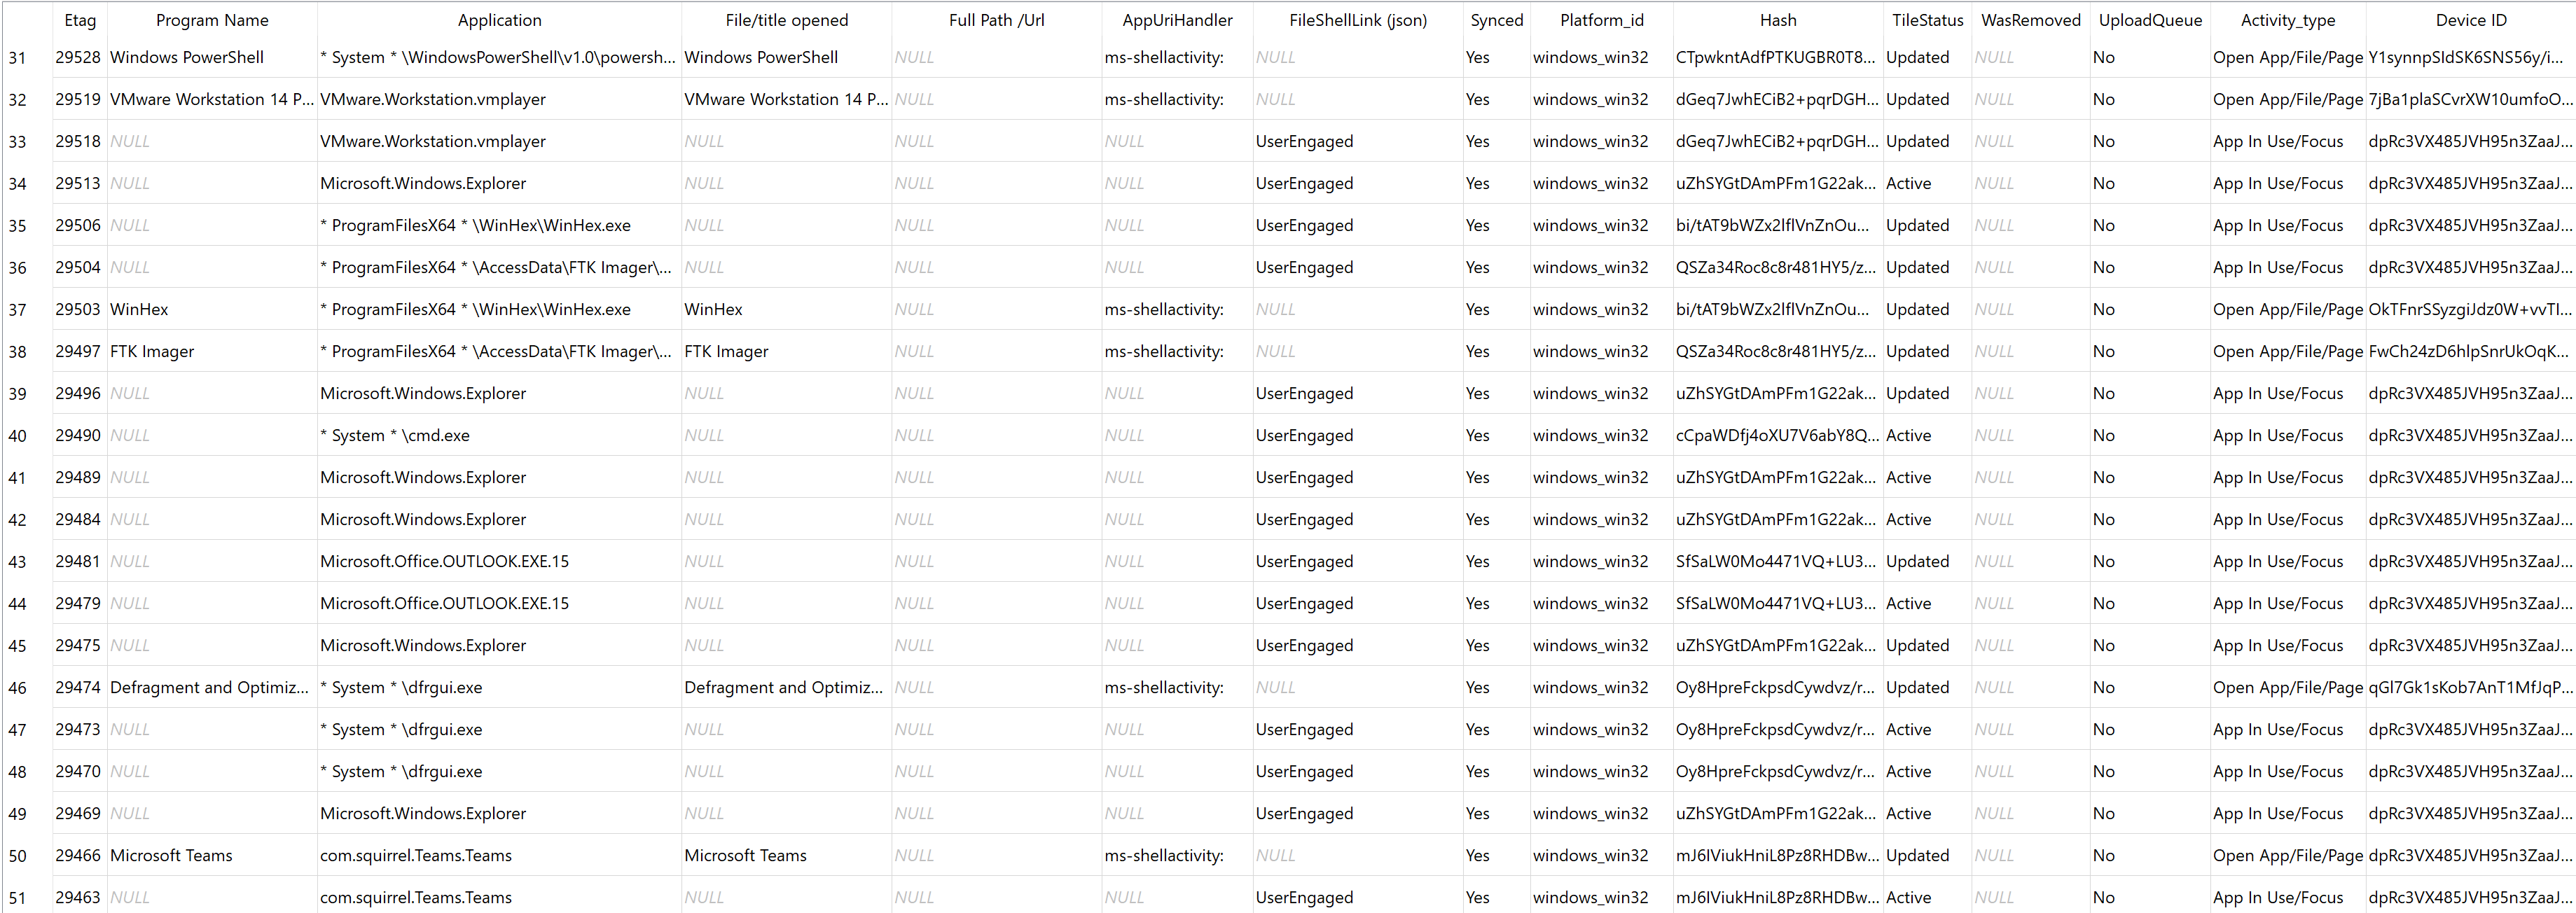 Etag Program Name Application File/title opened Full Path /Url AppUriHandler FileShellLink (json) Synced Platform_id Hash TileStatus WasRemoved UploadQueue Activity_type Device ID
31 29528 Windows PowerShell * System * \WindowsPowerShell\v1.0\powersh... Windows PowerShell NULL ms-shellactivity: NULL Yes windows_win32 CTpwkntAdfPTKUGBR0T8... Updated NULL No Open App/File/Page Y1synnpSIdSK6SNS56y/i...
32 29519 VMware Workstation 14 P... VMware.Workstation.vmplayer VMware Workstation 14 P... NULL ms-shellactivity: NULL Yes windows_win32 dGeq7JwhECiB2+pqrDGH... Updated NULL No Open App/File/Page 7jBa1plaSCvrXW10umfoO...
33 29518 NULL VMware.Workstation.vmplayer NULL NULL NULL UserEngaged Yes windows_win32 dGeq7JwhECiB2+pqrDGH... Updated NULL No App In Use/Focus dpRc3VX485JVH95n3ZaaJ...
34 29513 NULL Microsoft.Windows.Explorer NULL NULL NULL UserEngaged Yes windows_win32 uZhSYGtDAmPFm1G22ak... Active NULL No App In Use/Focus dpRc3VX485JVH95n3ZaaJ...
35 29506 NULL * ProgramFilesX64 * \WinHex\WinHex.exe NULL NULL NULL UserEngaged Yes windows_win32 bi/tAT9bWZx2lflVnZnOu... Updated NULL No App In Use/Focus dpRc3VX485JVH95n3ZaaJ...
36 29504 NULL * ProgramFilesX64 * \AccessData\FTK Imager\... NULL NULL NULL UserEngaged Yes windows_win32 QSZa34Roc8c8r481HY5/z... Updated NULL No App In Use/Focus dpRc3VX485JVH95n3ZaaJ...
37 29503 WinHex * ProgramFilesX64 * \WinHex\WinHex.exe WinHex NULL ms-shellactivity: NULL Yes windows_win32 bi/tAT9bWZx2lflVnZnOu... Updated NULL No Open App/File/Page OkTFnrSSyzgiJdz0W+vvTI...
38 29497 FTK Imager * ProgramFilesX64 * \AccessData\FTK Imager\... FTK Imager NULL ms-shellactivity: NULL Yes windows_win32 QSZa34Roc8c8r481HY5/z... Updated NULL No Open App/File/Page FwCh24zD6hlpSnrUkOqK...
39 29496 NULL Microsoft.Windows.Explorer NULL NULL NULL UserEngaged Yes windows_win32 uZhSYGtDAmPFm1G22ak... Updated NULL No App In Use/Focus dpRc3VX485JVH95n3ZaaJ...
40 29490 NULL * System * \cmd.exe NULL NULL NULL UserEngaged Yes windows_win32 cCpaWDfj4oXU7V6abY8Q... Active NULL No App In Use/Focus dpRc3VX485JVH95n3ZaaJ...
41 29489 NULL Microsoft.Windows.Explorer NULL NULL NULL UserEngaged Yes windows_win32 uZhSYGtDAmPFm1G22ak... Active NULL No App In Use/Focus dpRc3VX485JVH95n3ZaaJ...
42 29484 NULL Microsoft.Windows.Explorer NULL NULL NULL UserEngaged Yes windows_win32 uZhSYGtDAmPFm1G22ak... Active NULL No App In Use/Focus dpRc3VX485JVH95n3ZaaJ...
43 29481 NULL Microsoft.Office.OUTLOOK.EXE.15 NULL NULL NULL UserEngaged Yes windows_win32 SfSaLW0Mo4471VQ+LU3... Updated NULL No App In Use/Focus dpRc3VX485JVH95n3ZaaJ...
44 29479 NULL Microsoft.Office.OUTLOOK.EXE.15 NULL NULL NULL UserEngaged Yes windows_win32 SfSaLW0Mo4471VQ+LU3... Active NULL No App In Use/Focus dpRc3VX485JVH95n3ZaaJ...
45 29475 NULL Microsoft.Windows.Explorer NULL NULL NULL UserEngaged Yes windows_win32 uZhSYGtDAmPFm1G22ak... Updated NULL No App In Use/Focus dpRc3VX485JVH95n3ZaaJ...
46 29474 Defragment and Optimiz... * System * \dfrgui.exe Defragment and Optimiz... NULL ms-shellactivity: NULL Yes windows_win32 Oy8HpreFckpsdCywdvz/r... Updated NULL No Open App/File/Page qGl7Gk1sKob7AnT1MfJqP...
47 29473 NULL * System * \dfrgui.exe NULL NULL NULL UserEngaged Yes windows_win32 Oy8HpreFckpsdCywdvz/r... Active NULL No App In Use/Focus dpRc3VX485JVH95n3ZaaJ...
48 29470 NULL * System * \dfrgui.exe NULL NULL NULL UserEngaged Yes windows_win32 Oy8HpreFckpsdCywdvz/r... Active NULL No App In Use/Focus dpRc3VX485JVH95n3ZaaJ...
49 29469 NULL Microsoft.Windows.Explorer NULL NULL NULL UserEngaged Yes windows_win32 uZhSYGtDAmPFm1G22ak... Active NULL No App In Use/Focus dpRc3VX485JVH95n3ZaaJ...
50 29466 Microsoft Teams com.squirrel.Teams.Teams Microsoft Teams NULL ms-shellactivity: NULL Yes windows_win32 mJ6lViukHniL8Pz8RHDBw... Updated NULL No Open App/File/Page dpRc3VX485JVH95n3ZaaJ...
51 29463 NULL com.squirrel.Teams.Teams NULL NULL NULL UserEngaged Yes windows_win32 mJ6lViukHniL8Pz8RHDBw... Active NULL No App In Use/Focus dpRc3VX485JVH95n3ZaaJ...